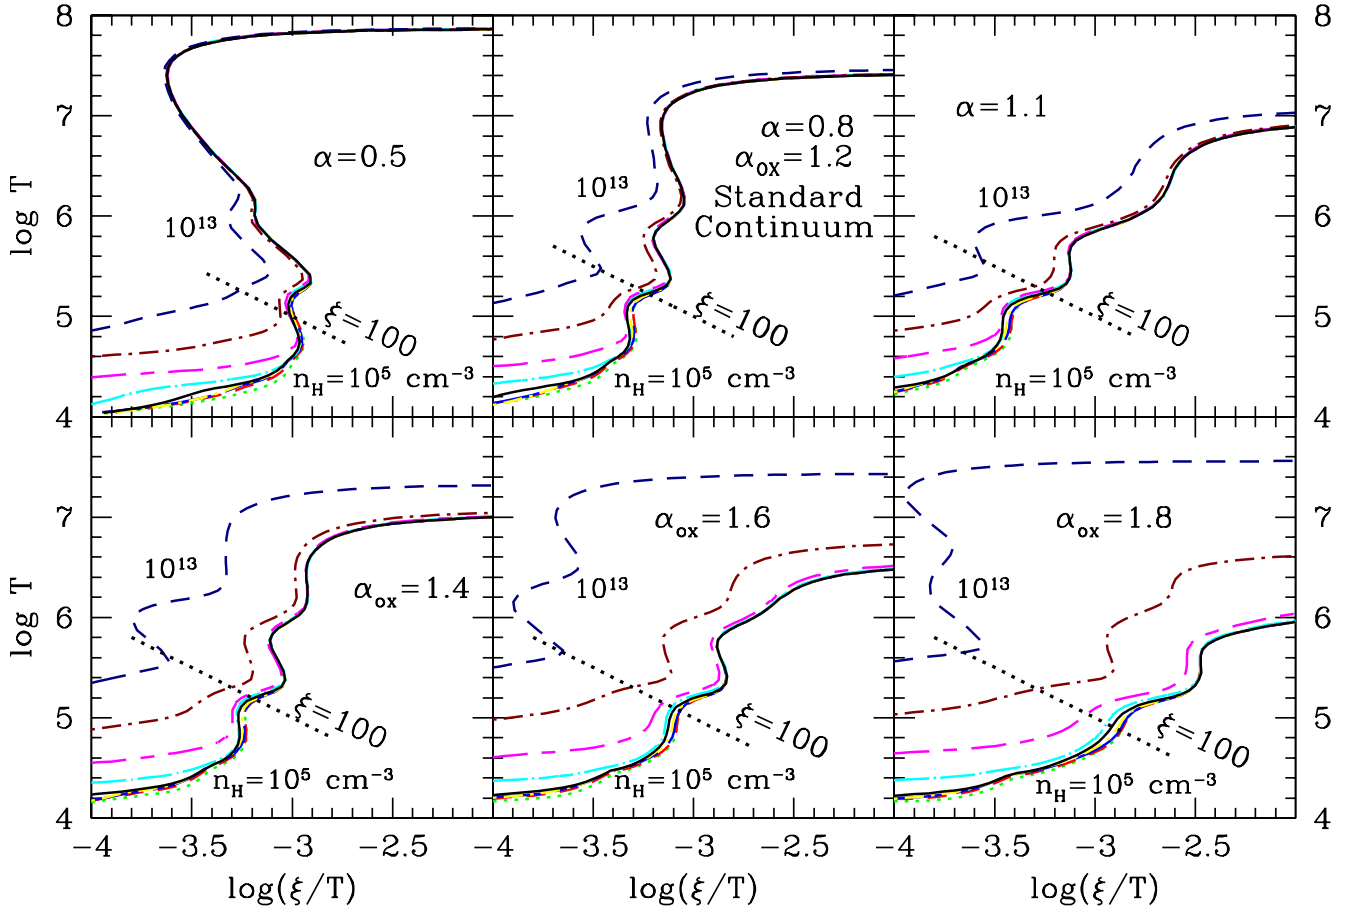 8 8
log T 7 7
6 6
5 5
4 4
α=0.5
10¹³
ξ=100
n_H=10⁵ cm⁻³
α=0.8
α_ox=1.2
Standard
Continuum
10¹³
ξ=100
n_H=10⁵ cm⁻³
α=1.1
10¹³
ξ=100
n_H=10⁵ cm⁻³
log T 7 7
6 6
5 5
4 4
10¹³
α_ox=1.4
ξ=100
n_H=10⁵ cm⁻³
α_ox=1.6
10¹³
ξ=100
n_H=10⁵ cm⁻³
α_ox=1.8
10¹³
ξ=100
n_H=10⁵ cm⁻³
−4 −3.5 −3 −2.5 −4 −3.5 −3 −2.5 −4 −3.5 −3 −2.5
log(ξ/T) log(ξ/T) log(ξ/T)